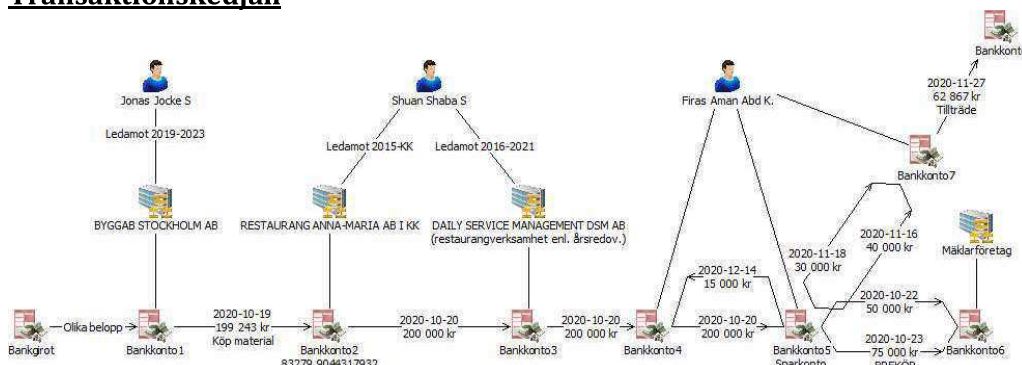 Transaktionskedjan
Bankkonto
2020-11-27
62 867 kr
Tillträde
Jonas Jocke S
Shuan Shaba S
Firas Aman Abd K.
Ledamot 2019-2023
Ledamot 2015-KK
Ledamot 2016-2021
Bankkonto7
BYGGAB STOCKHOLM AB
RESTAURANG ANNA-MARIA AB I KK
DAILY SERVICE MANAGEMENT DSM AB
(restaurangverksamhet enl. årsredov.)
2020-11-16
40 000 kr
2020-11-18
30 000 kr
Mäklarföretag
2020-12-14
15 000 kr
2020-10-22
50 000 kr
Olika belopp
2020-10-19
199 243 kr
Köp material
2020-10-20
200 000 kr
2020-10-20
200 000 kr
2020-10-20
200 000 kr
2020-10-23
75 000 kr
Bankgirot
Bankkonto1
Bankkonto2
83279,9044317932
Bankkonto3
Bankkonto4
Bankkonto5
Sparkonto
Bankkonto6